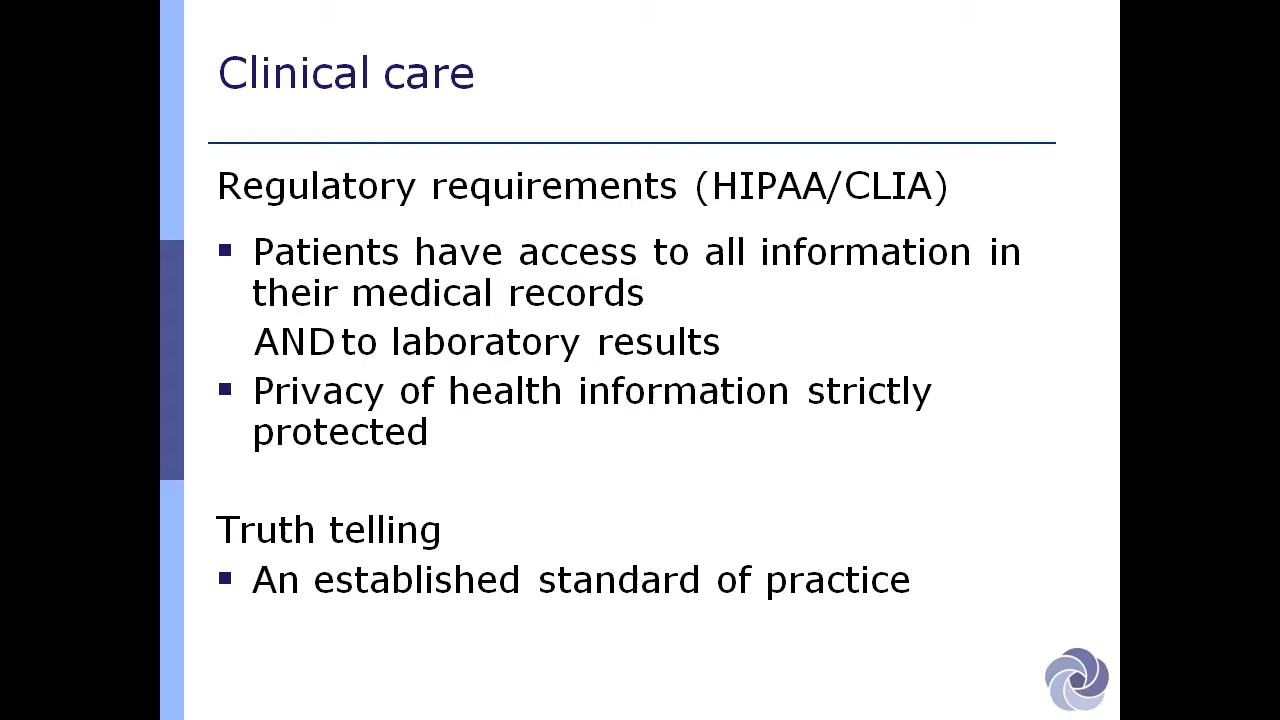 Clinical care
Regulatory requirements (HIPAA/CLIA)
▪ Patients have access to all information in
their medical records
AND to laboratory results
▪ Privacy of health information strictly
protected
Truth telling
▪ An established standard of practice